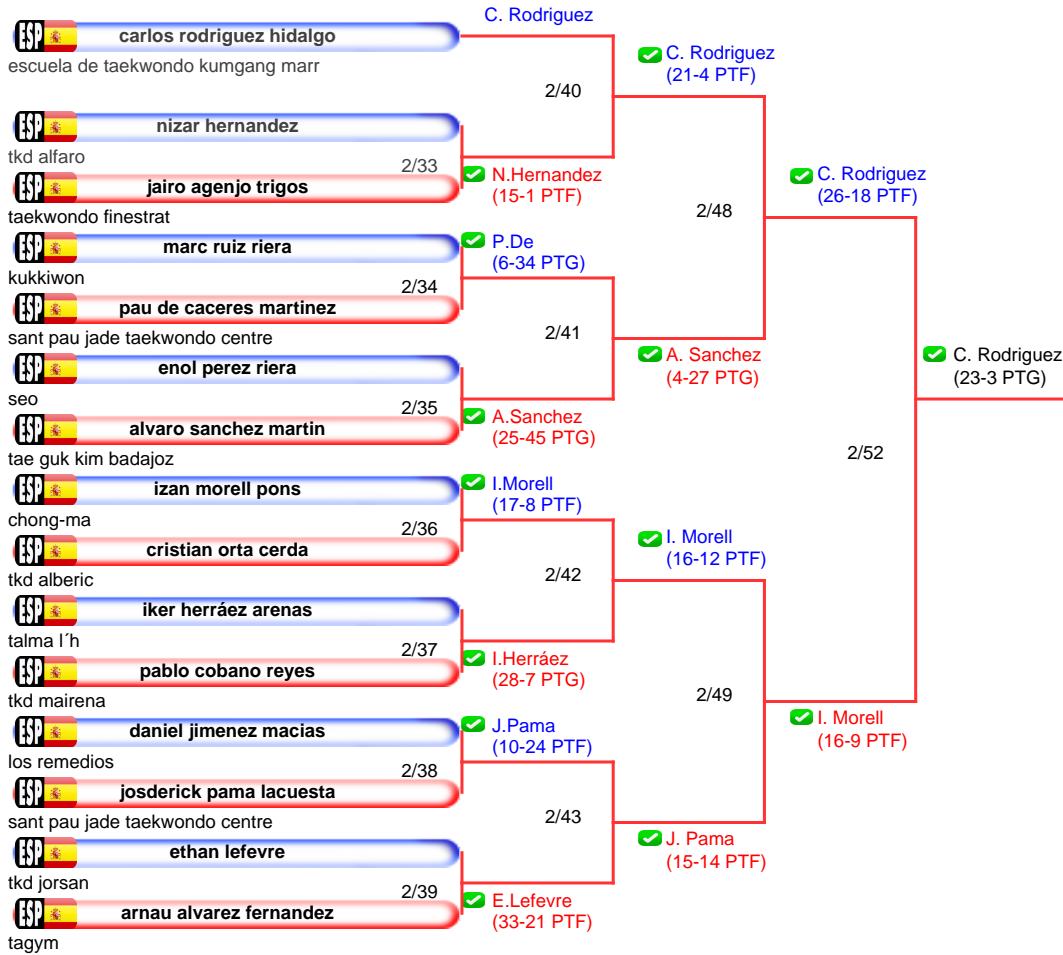 C. Rodriguez
ESP carlos rodriguez hidalgo
escuela de taekwondo kumgang marr
C. Rodriguez
(21-4 PTF)
2/40
ESP nizar hernandez
tkd alfaro
2/33
N.Hernandez
(15-1 PTF)
ESP jairo agenjo trigos
taekwondo finestrat
C. Rodriguez
(26-18 PTF)
2/48
ESP marc ruiz riera
kukkiwon
P.De
(6-34 PTG)
2/34
ESP pau de caceres martinez
sant pau jade taekwondo centre
2/41
A. Sanchez
(4-27 PTG)
ESP enol perez riera
seo
2/35
A.Sanchez
(25-45 PTG)
ESP alvaro sanchez martin
tae guk kim badajoz
C. Rodriguez
(23-3 PTG)
2/52
ESP izan morell pons
chong-ma
I.Morell
(17-8 PTF)
2/36
ESP cristian orta cerda
tkd alberic
I. Morell
(16-12 PTF)
2/42
ESP iker herráez arenas
talma l´h
2/37
I.Herráez
(28-7 PTG)
ESP pablo cobano reyes
tkd mairena
2/49
I. Morell
(16-9 PTF)
ESP daniel jimenez macias
los remedios
J.Pama
(10-24 PTF)
2/38
ESP josderick pama lacuesta
sant pau jade taekwondo centre
2/43
J. Pama
(15-14 PTF)
ESP ethan lefevre
tkd jorsan
2/39
E.Lefevre
(33-21 PTF)
ESP arnau alvarez fernandez
tagym